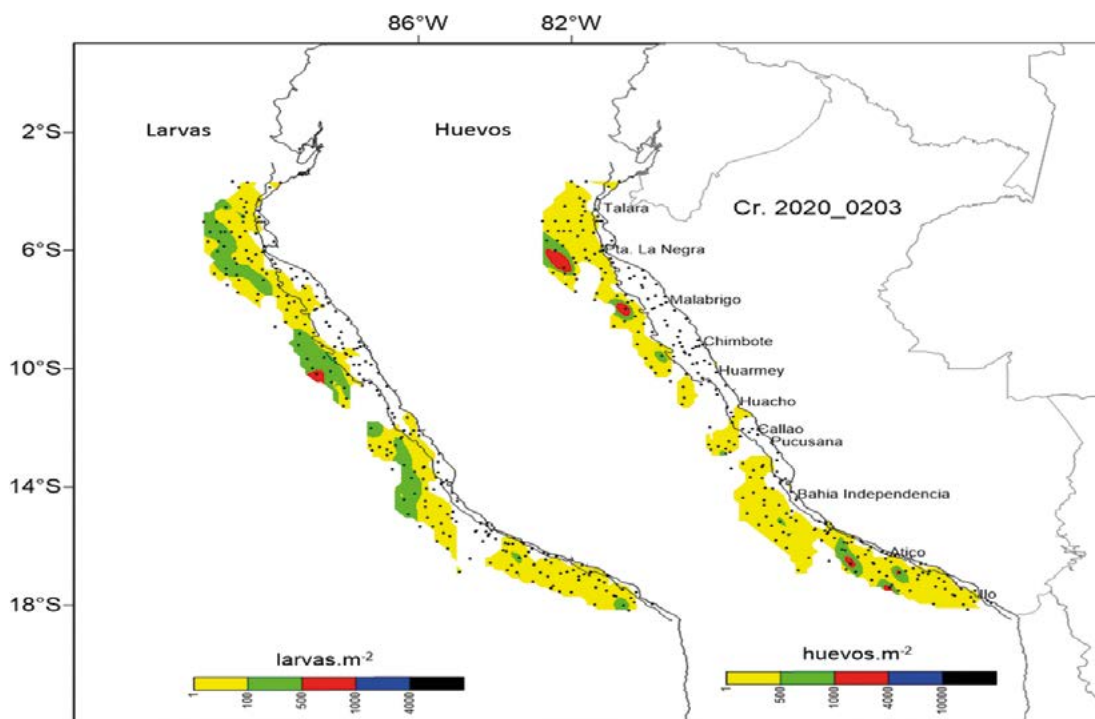 86°W 82°W
2°S
Larvas Huevos
Cr. 2020_0203
Talara
6°S
Pta. La Negra
Malabrigo
Chimbote
10°S
Huarmey
Huacho
Callao
Pucusana
14°S
Bahia Independencia
Atico
18°S
Ilo
larvas.m-2
1 100 500 1000 4000
huevos.m-2
1 500 1000 4000 10000